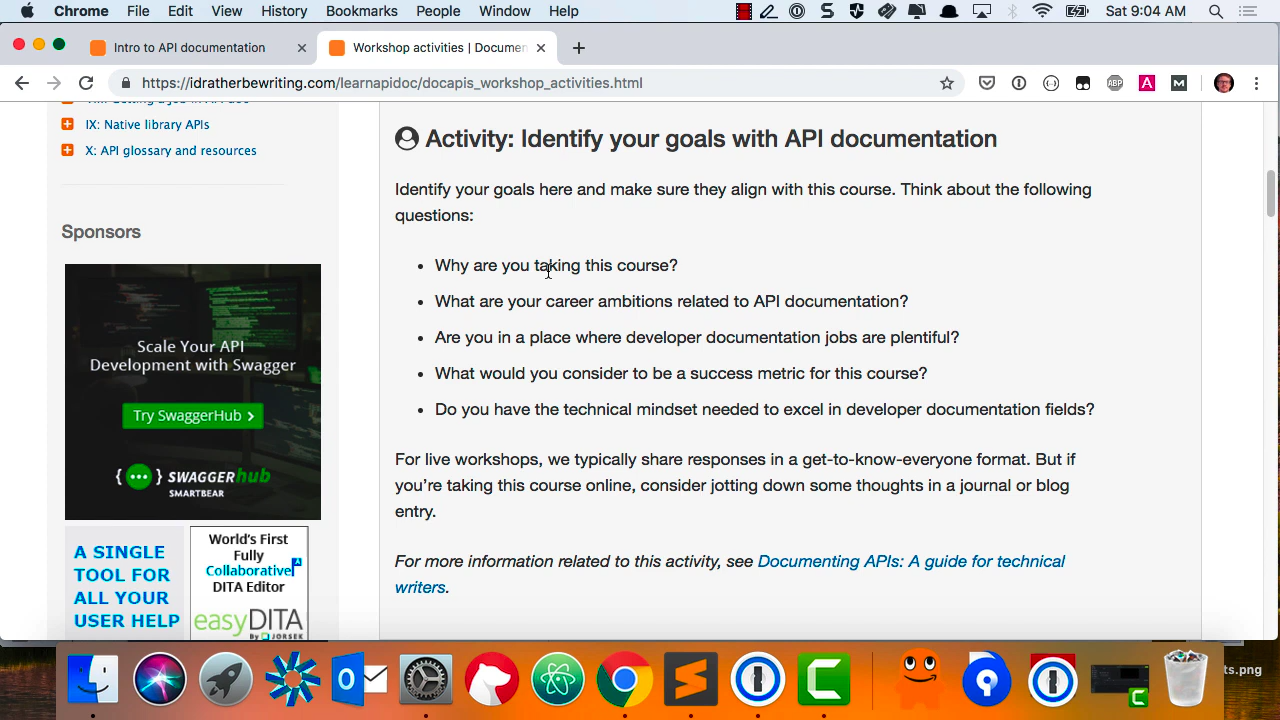 Chrome File Edit View History Bookmarks People Window Help Sat 9:04 AM
Intro to API documentation
Workshop activities | Documen
https://idratherbewriting.com/learnapidoc/docapis_workshop_activities.html
ABP A M
IX: Native library APIs
X: API glossary and resources
Sponsors
Scale Your API
Development with Swagger
Try SwaggerHub >
{···} SWAGGERhub
SMARTBEAR
A SINGLE
TOOL FOR
ALL YOUR
USER HELP
World's First
Fully
Collaborative
DITA Editor
easyDITA
By JORSEK
Activity: Identify your goals with API documentation
Identify your goals here and make sure they align with this course. Think about the following
questions:
• Why are you taking this course?
• What are your career ambitions related to API documentation?
• Are you in a place where developer documentation jobs are plentiful?
• What would you consider to be a success metric for this course?
• Do you have the technical mindset needed to excel in developer documentation fields?
For live workshops, we typically share responses in a get-to-know-everyone format. But if
you're taking this course online, consider jotting down some thoughts in a journal or blog
entry.
For more information related to this activity, see Documenting APIs: A guide for technical
writers.
ts.png